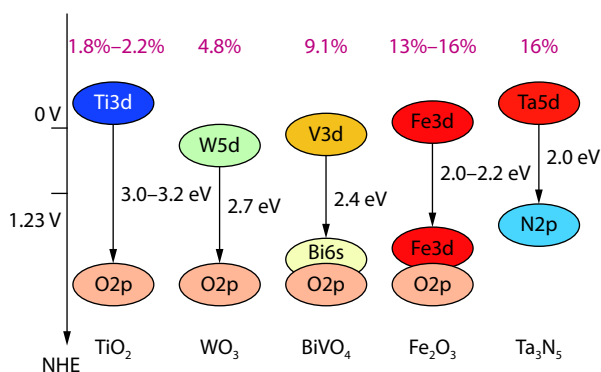 1.8%–2.2% 4.8% 9.1% 13%–16% 16%
Ti3d Ta5d
0 V Fe3d
V3d
W5d
2.0 eV
2.0–2.2 eV
3.0–3.2 eV 2.7 eV 2.4 eV
1.23 V N2p
Bi6s Fe3d
O2p O2p O2p O2p
NHE TiO₂ WO₃ BiVO₄ Fe₂O₃ Ta₃N₅